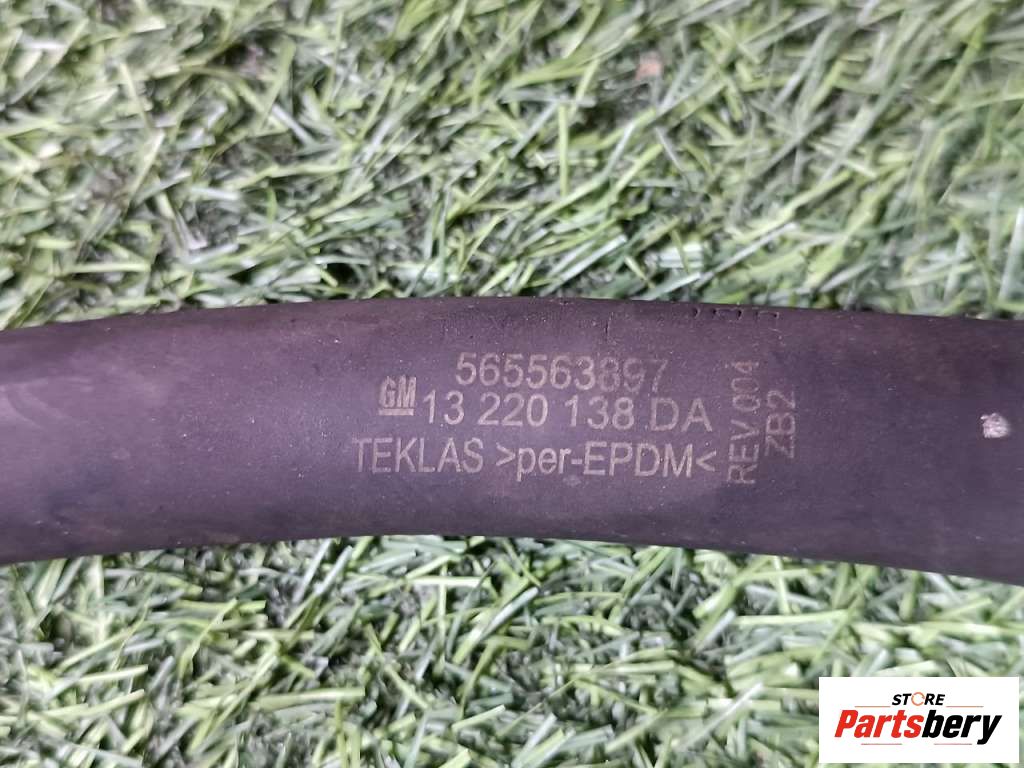 565563897
GM 13 220 138 DA
TEKLAS >per-EPDM<
REV.004
ZB2
STORE
Partsbery